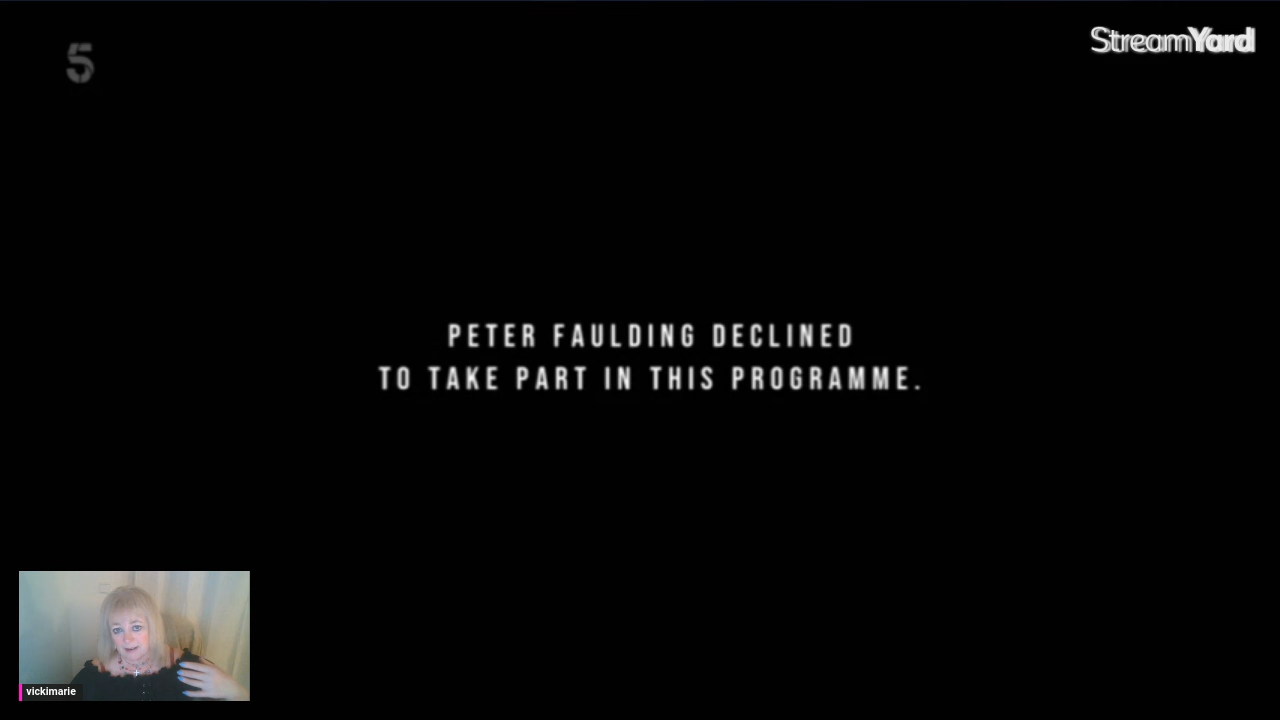 5
StreamYard
PETER FAULDING DECLINED
TO TAKE PART IN THIS PROGRAMME.
vickimarie